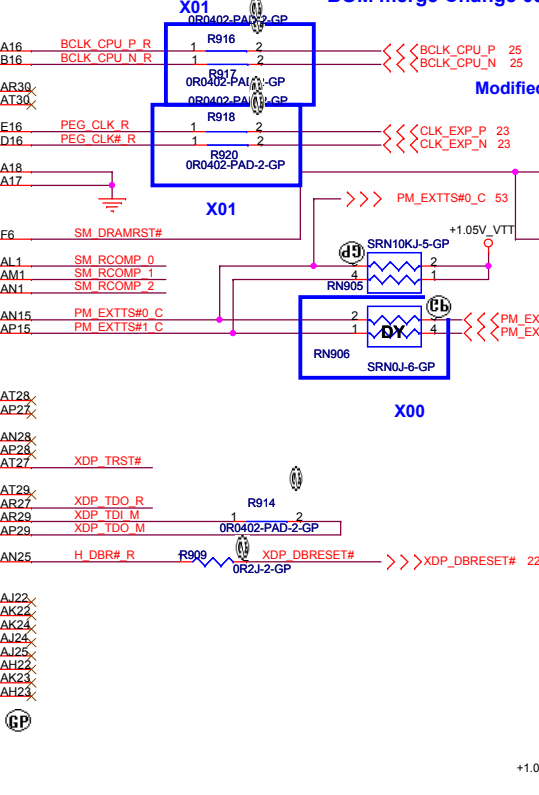 X01
0R0402-PAD-2-GP
A16 BCLK_CPU_P_R 1 R916 2 BCLK_CPU_P 25
B16 BCLK_CPU_N_R 1 2 BCLK_CPU_N 25
R917
0R0402-PAD-2-GP
AR30
AT30
0R0402-PAD-2-GP
R918
E16 PEG_CLK_R 1 2 CLK_EXP_P 23
D16 PEG_CLK#_R 1 2 CLK_EXP_N 23
R920
0R0402-PAD-2-GP
Modified
A18
A17
X01
PM_EXTTS#0_C 53
F6 SM_DRAMRST#
+1.05V_VTT
SRN10KJ-5-GP
AL1 SM_RCOMP_0 2
AM1 SM_RCOMP_1 4 1
AN1 SM_RCOMP_2
RN905
AN15 PM_EXTTS#0_C 2 PM_EX
AP15 PM_EXTTS#1_C 1 DY 4 PM_EX
RN906
SRN0J-6-GP
X00
AT28
AP27
AN28
AP28
AT27 XDP_TRST#
AT29
AR27 XDP_TDO_R
R914
AR29 XDP_TDI_M 1 2
AP29 XDP_TDO_M 0R0402-PAD-2-GP
AN25 H_DBR#_R R909 XDP_DBRESET# XDP_DBRESET# 22
0R2J-2-GP
AJ22
AK22
AK24
AJ24
AJ25
AH22
AK23
AH23
GP
+1.0